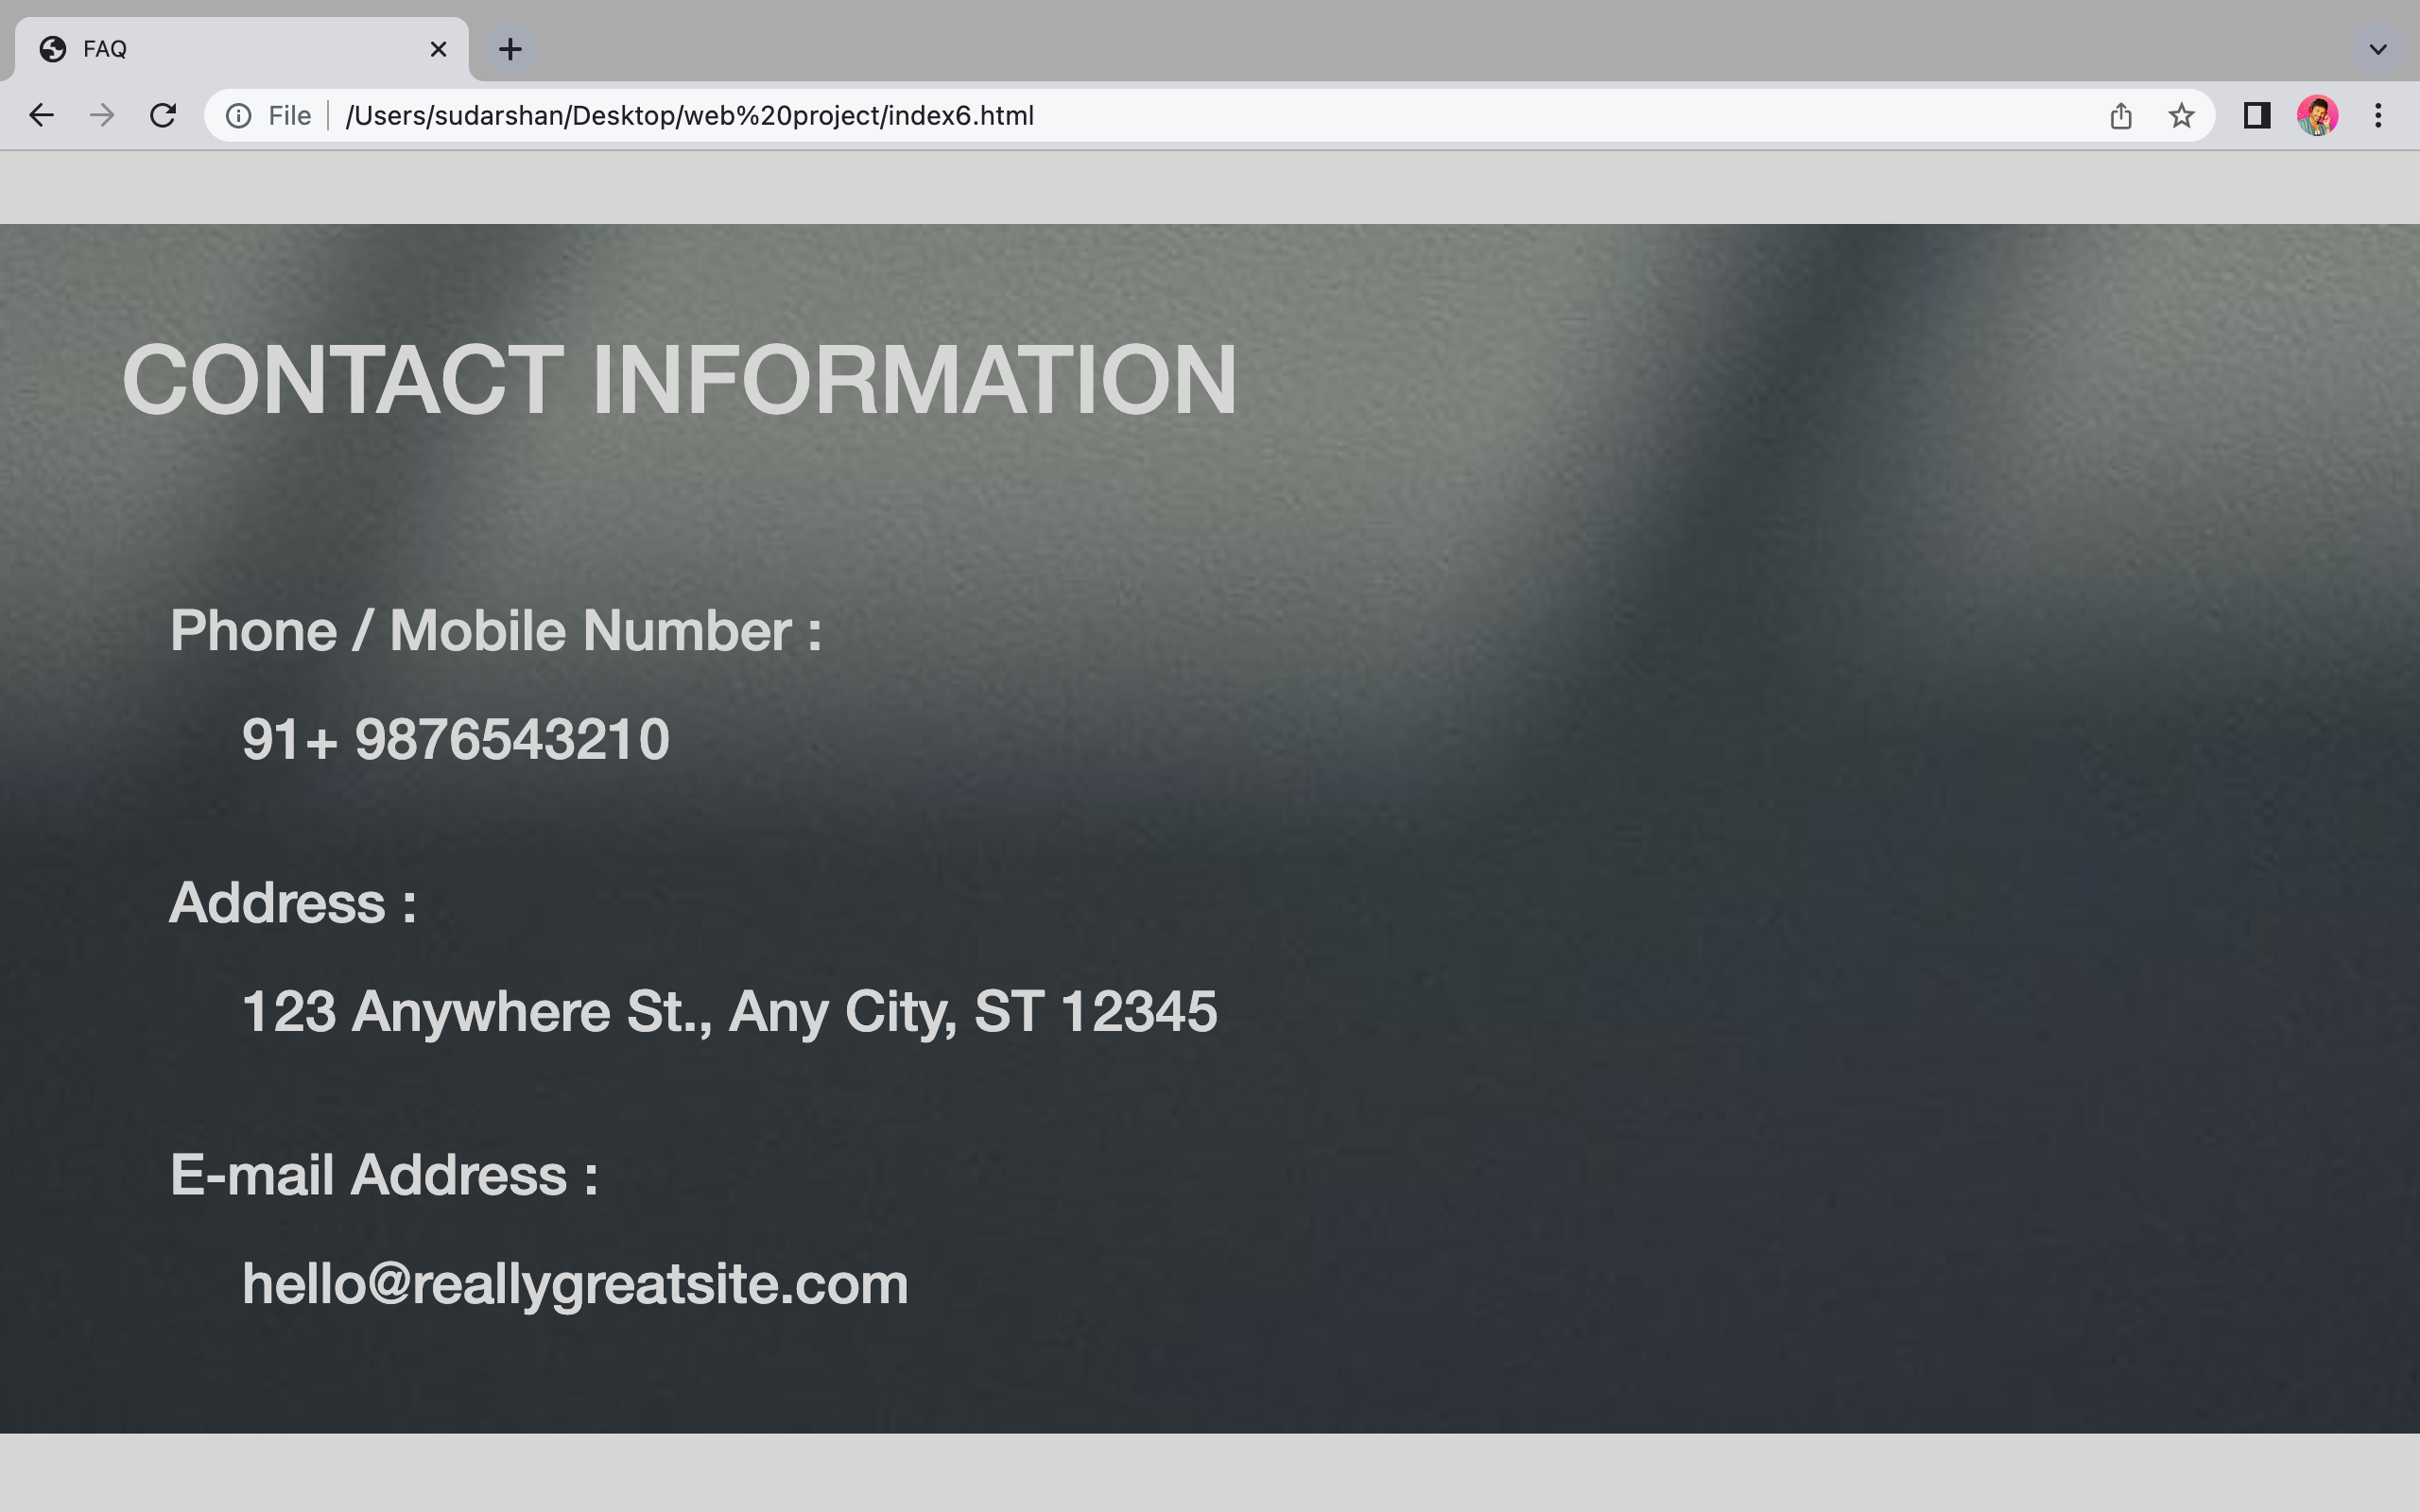 FAQ
File
/Users/sudarshan/Desktop/web%20project/index6.html
CONTACT INFORMATION
Phone / Mobile Number :
91+ 9876543210
Address :
123 Anywhere St., Any City, ST 12345
E-mail Address :
hello@reallygreatsite.com